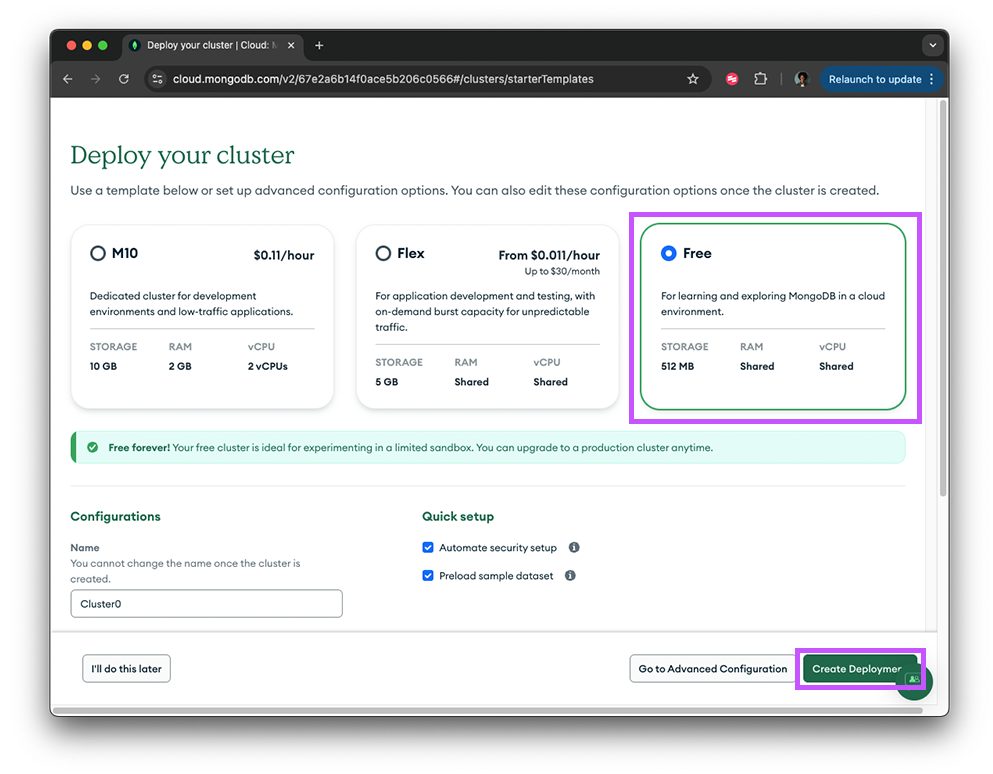 Deploy your cluster | Cloud: M
cloud.mongodb.com/v2/67e2a6b14f0ace5b206c0566#/clusters/starterTemplates
Relaunch to update
Deploy your cluster
Use a template below or set up advanced configuration options. You can also edit these configuration options once the cluster is created.
M10
$0.11/hour
Dedicated cluster for development
environments and low-traffic applications.
STORAGE RAM vCPU
10 GB 2 GB 2 vCPUs
Flex
From $0.011/hour
Up to $30/month
For application development and testing, with
on-demand burst capacity for unpredictable
traffic.
STORAGE RAM vCPU
5 GB Shared Shared
Free
For learning and exploring MongoDB in a cloud
environment.
STORAGE RAM vCPU
512 MB Shared Shared
Free forever! Your free cluster is ideal for experimenting in a limited sandbox. You can upgrade to a production cluster anytime.
Configurations
Name
You cannot change the name once the cluster is
created.
Cluster0
Quick setup
Automate security setup
Preload sample dataset
I'll do this later
Go to Advanced Configuration
Create Deploymen